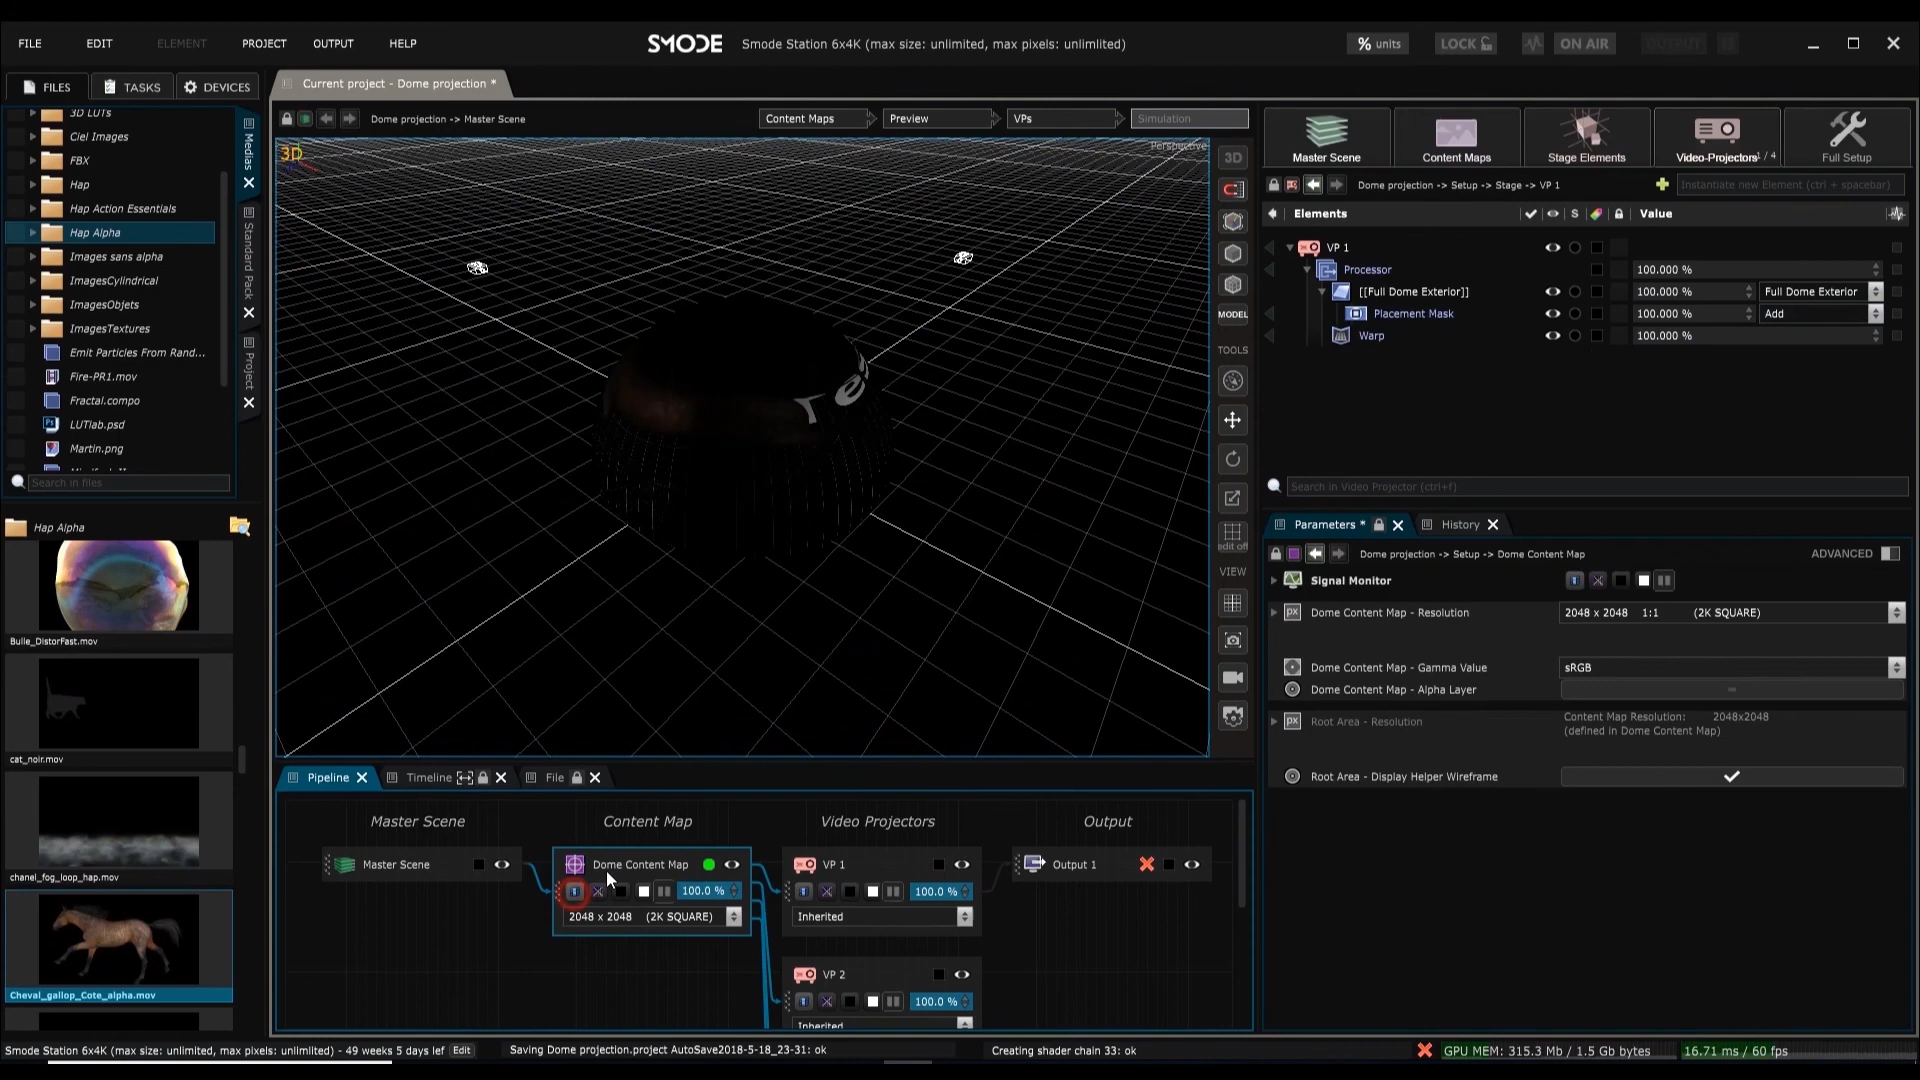 FILE
EDIT
ELEMENT
PROJECT
OUTPUT
HELP
SMODE
Smode Station 6x4K (max size: unlimited, max pixels: unlimlited)
% units
LOCK
ON AIR
OUTPUT
FILES
TASKS
DEVICES
Current project - Dome projection *
3D LUTs
Ciel Images
FBX
Hap
Hap Action Essentials
Hap Alpha
Images sans alpha
ImagesCylindrical
ImagesObjets
ImagesTextures
Emit Particles From Rand...
Fire-PR1.mov
Fractal.compo
LUTlab.psd
Martin.png
Search in files
Medias
Standard Pack
Project
Hap Alpha
Bulle_DistorFast.mov
cat_noir.mov
chanel_fog_loop_hap.mov
Cheval_gallop_Cote_alpha.mov
Dome projection -> Master Scene
Content Maps
Preview
VPs
Simulation
3D
Perspective
T e
3D
MODEL
TOOLS
edit off
VIEW
Master Scene
Content Maps
Stage Elements
Video-Projectors 1 / 4
Full Setup
Dome projection -> Setup -> Stage -> VP 1
Instantiate new Element (ctrl + spacebar)
Elements
S
Value
VP 1
Processor
100.000 %
[[Full Dome Exterior]]
100.000 %
Full Dome Exterior
Placement Mask
100.000 %
Add
Warp
100.000 %
Search in Video Projector (ctrl+f)
Parameters *
History
Dome projection -> Setup -> Dome Content Map
ADVANCED
Signal Monitor
Dome Content Map - Resolution
2048 x 2048 1:1 (2K SQUARE)
Dome Content Map - Gamma Value
sRGB
Dome Content Map - Alpha Layer
Root Area - Resolution
Content Map Resolution: 2048x2048
(defined in Dome Content Map)
Root Area - Display Helper Wireframe
Pipeline
Timeline
File
Master Scene
Content Map
Video Projectors
Output
Master Scene
Dome Content Map
100.0 %
2048 x 2048 (2K SQUARE)
VP 1
100.0 %
Inherited
Output 1
VP 2
100.0 %
Inherited
Smode Station 6x4K (max size: unlimited, max pixels: unlimlited) - 49 weeks 5 days lef
Edit
Saving Dome projection.project AutoSave2018-5-18_23-31: ok
Creating shader chain 33: ok
GPU MEM: 315.3 Mb / 1.5 Gb bytes
16.71 ms / 60 fps